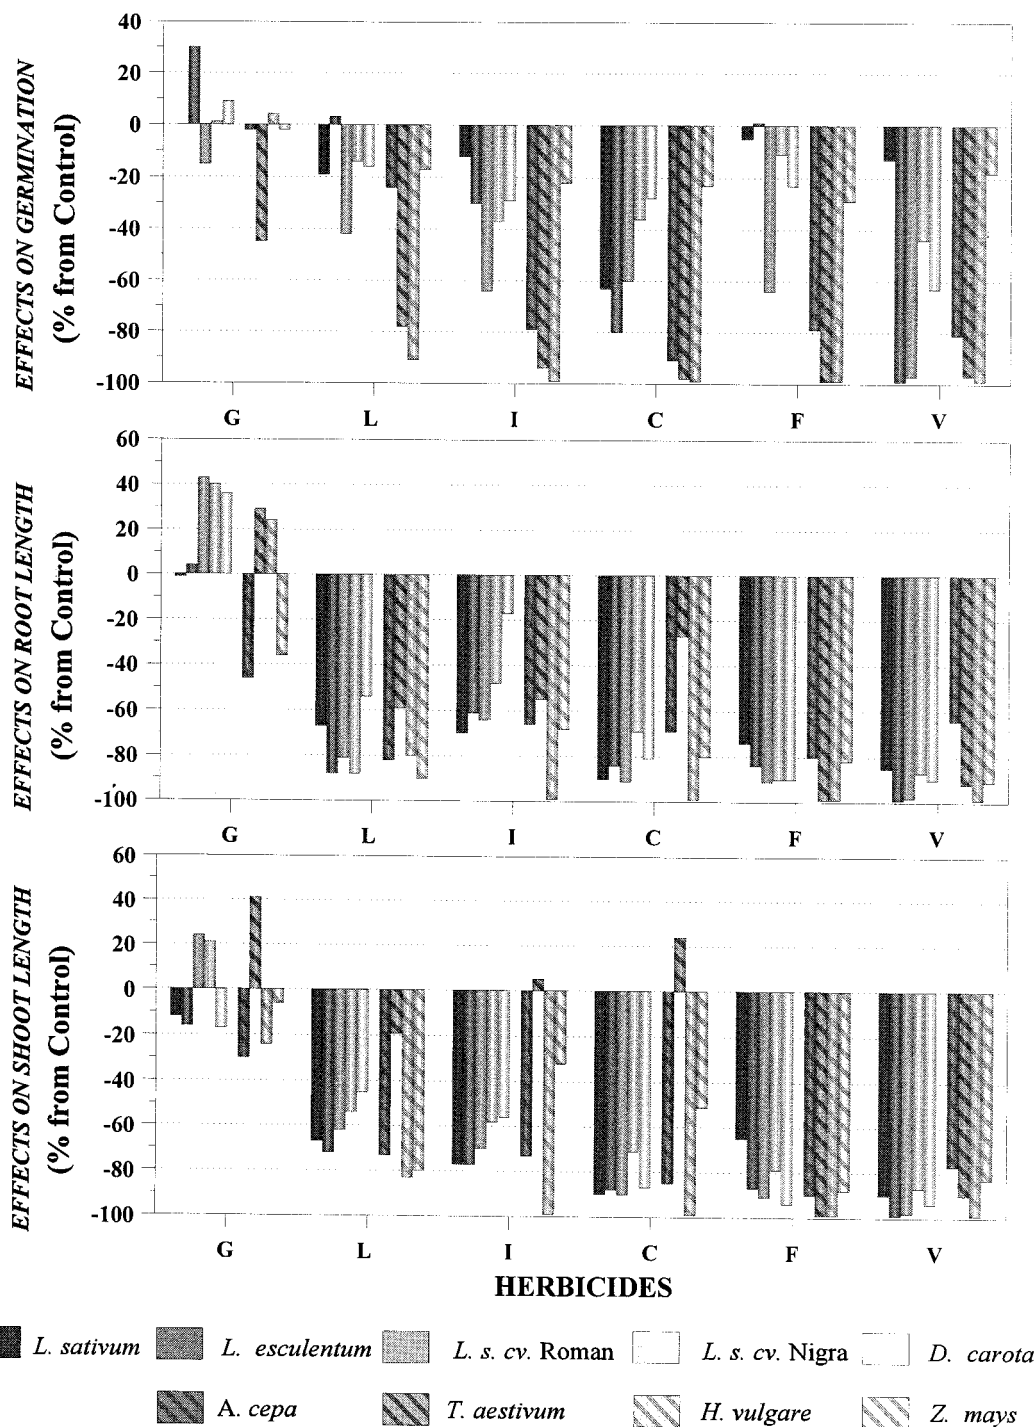 EFFECTS ON GERMINATION
(% from Control)
40
20
0
-20
-40
-60
-80
-100
G L I C F V
EFFECTS ON ROOT LENGTH
(% from Control)
60
40
20
0
-20
-40
-60
-80
-100
G L I C F V
EFFECTS ON SHOOT LENGTH
(% from Control)
60
40
20
0
-20
-40
-60
-80
-100
G L I C F V
HERBICIDES
L. sativum L. esculentum L. s. cv. Roman L. s. cv. Nigra D. carota
A. cepa T. aestivum H. vulgare Z. mays